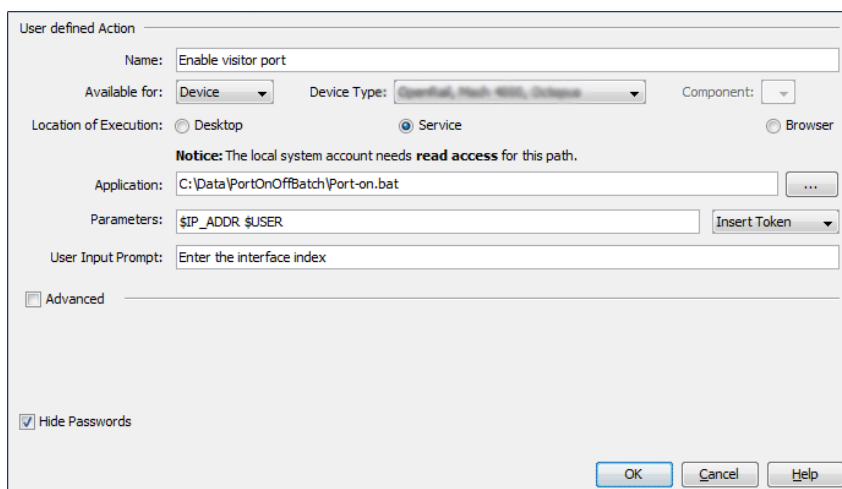 User defined Action
Name: Enable visitor port
Available for: Device Device Type: Component:
Location of Execution: Desktop Service Browser
Notice: The local system account needs read access for this path.
Application: C:\Data\PortOnOffBatch\Port-on.bat ...
Parameters: $IP_ADDR $USER Insert Token
User Input Prompt: Enter the interface index
Advanced
Hide Passwords
OK Cancel Help